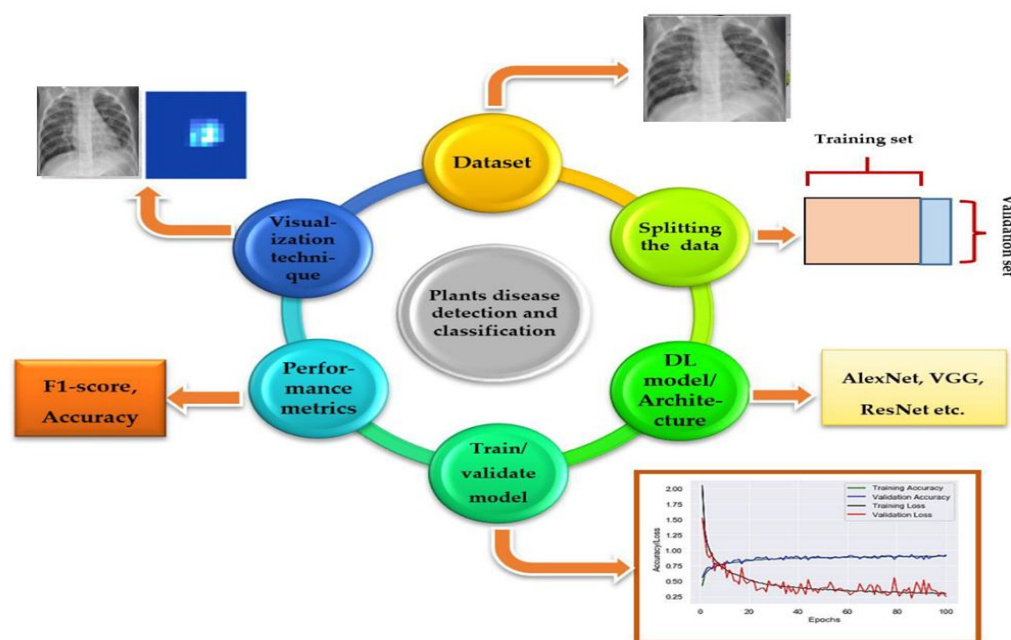 Dataset
Training set
Splitting
the data
Validation set
Visual-
ization
techni-
que
Plants disease
detection and
classification
DL
model/
Archite-
cture
AlexNet, VGG,
ResNet etc.
Perfor-
mance
metrics
F1-score,
Accuracy
Train/
validate
model
Training Accuracy
Validation Accuracy
Training Loss
Validation Loss
Accuracy/Loss
2.00
1.75
1.50
1.25
1.00
0.75
0.50
0.25
0
20
40
60
80
100
Epochs